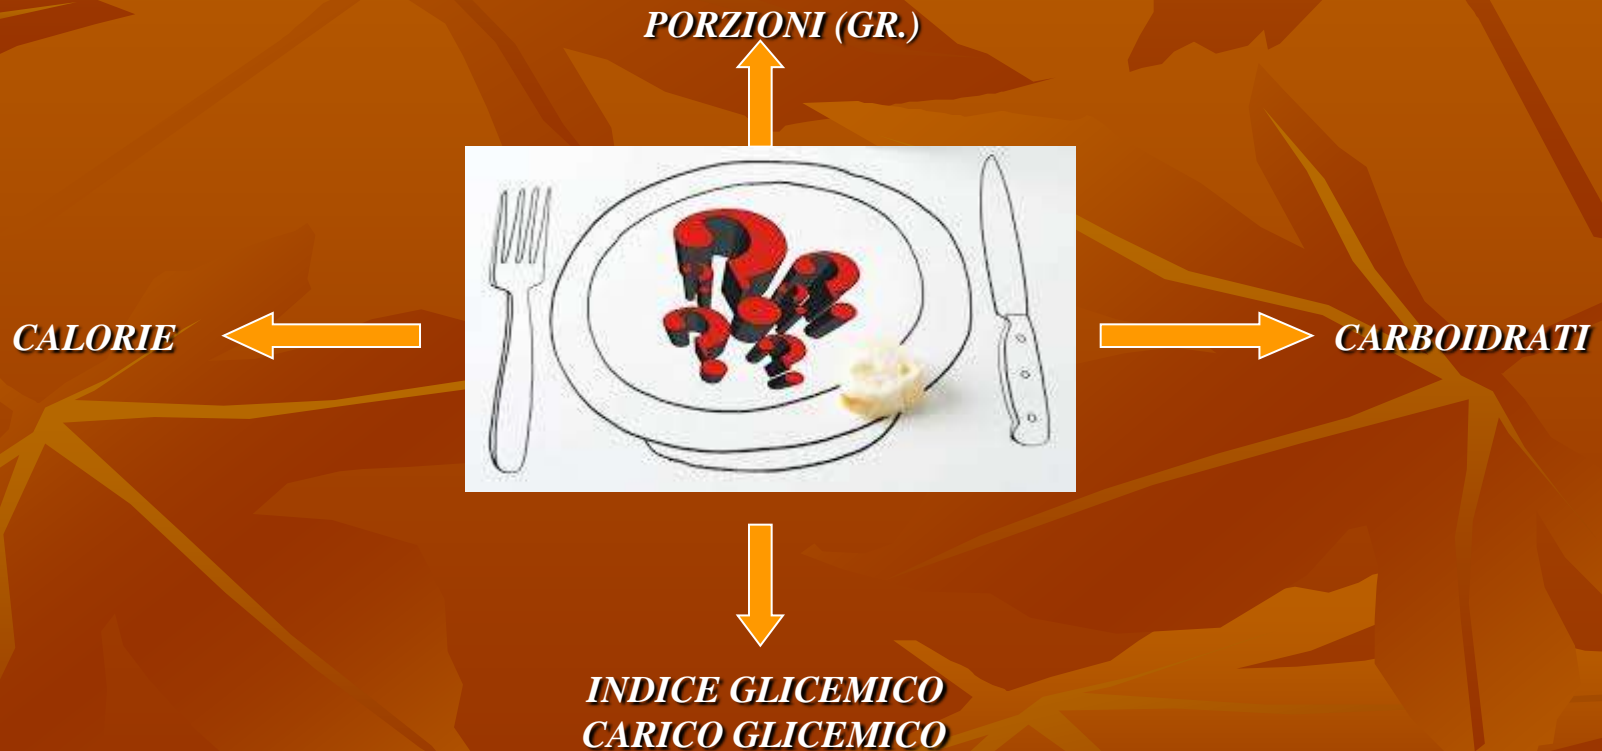 PORZIONI (GR.)
CALORIE
CARBOIDRATI
INDICE GLICEMICO
CARICO GLICEMICO